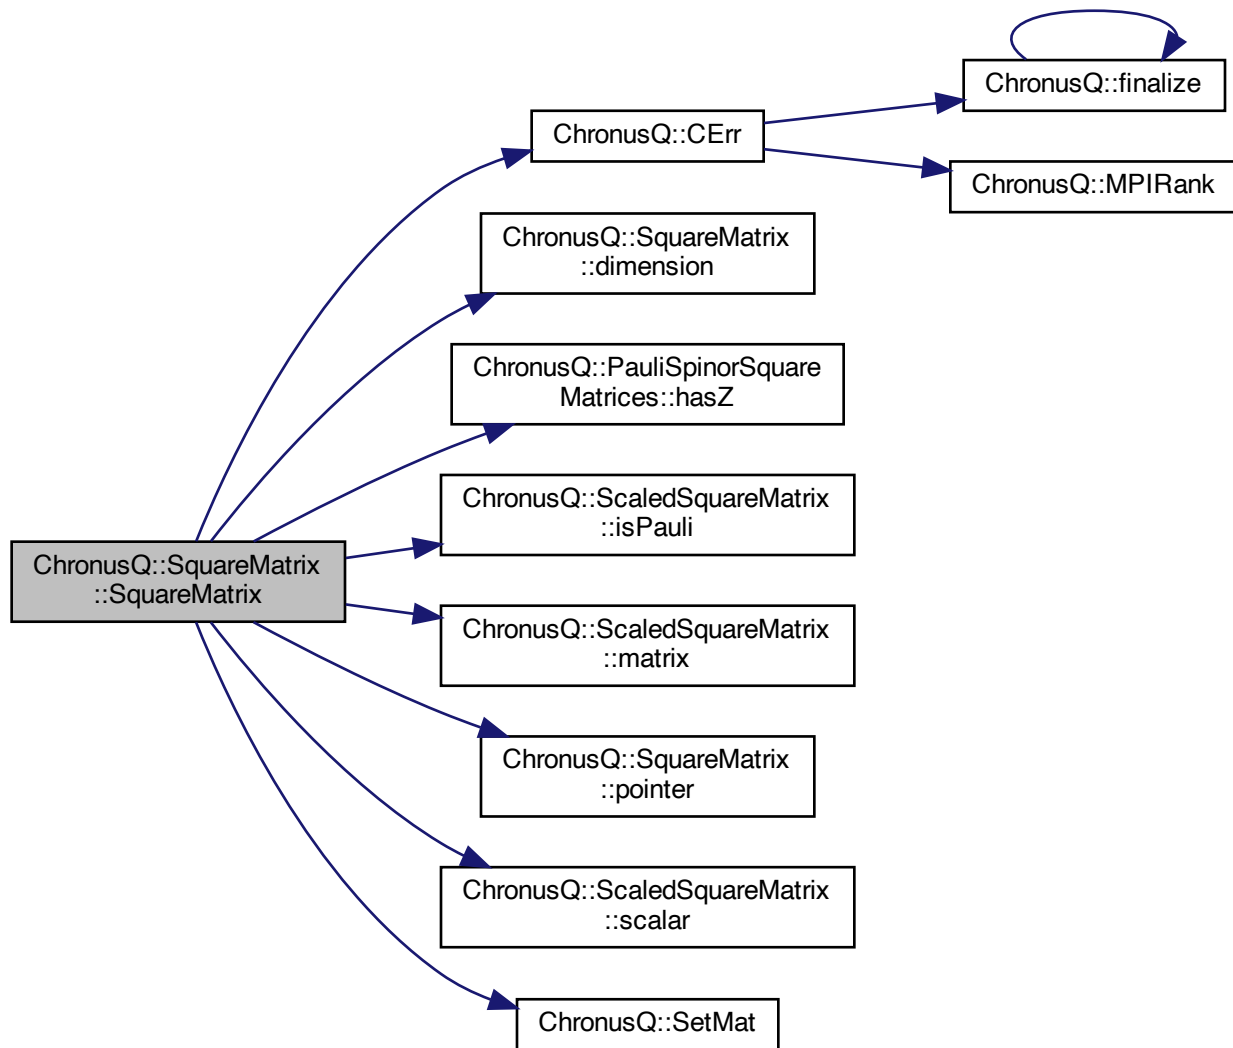 ChronusQ::finalize
ChronusQ::CErr
ChronusQ::MPIRank
ChronusQ::SquareMatrix
::dimension
ChronusQ::PauliSpinorSquare
Matrices::hasZ
ChronusQ::ScaledSquareMatrix
::isPauli
ChronusQ::SquareMatrix
::SquareMatrix
ChronusQ::ScaledSquareMatrix
::matrix
ChronusQ::SquareMatrix
::pointer
ChronusQ::ScaledSquareMatrix
::scalar
ChronusQ::SetMat